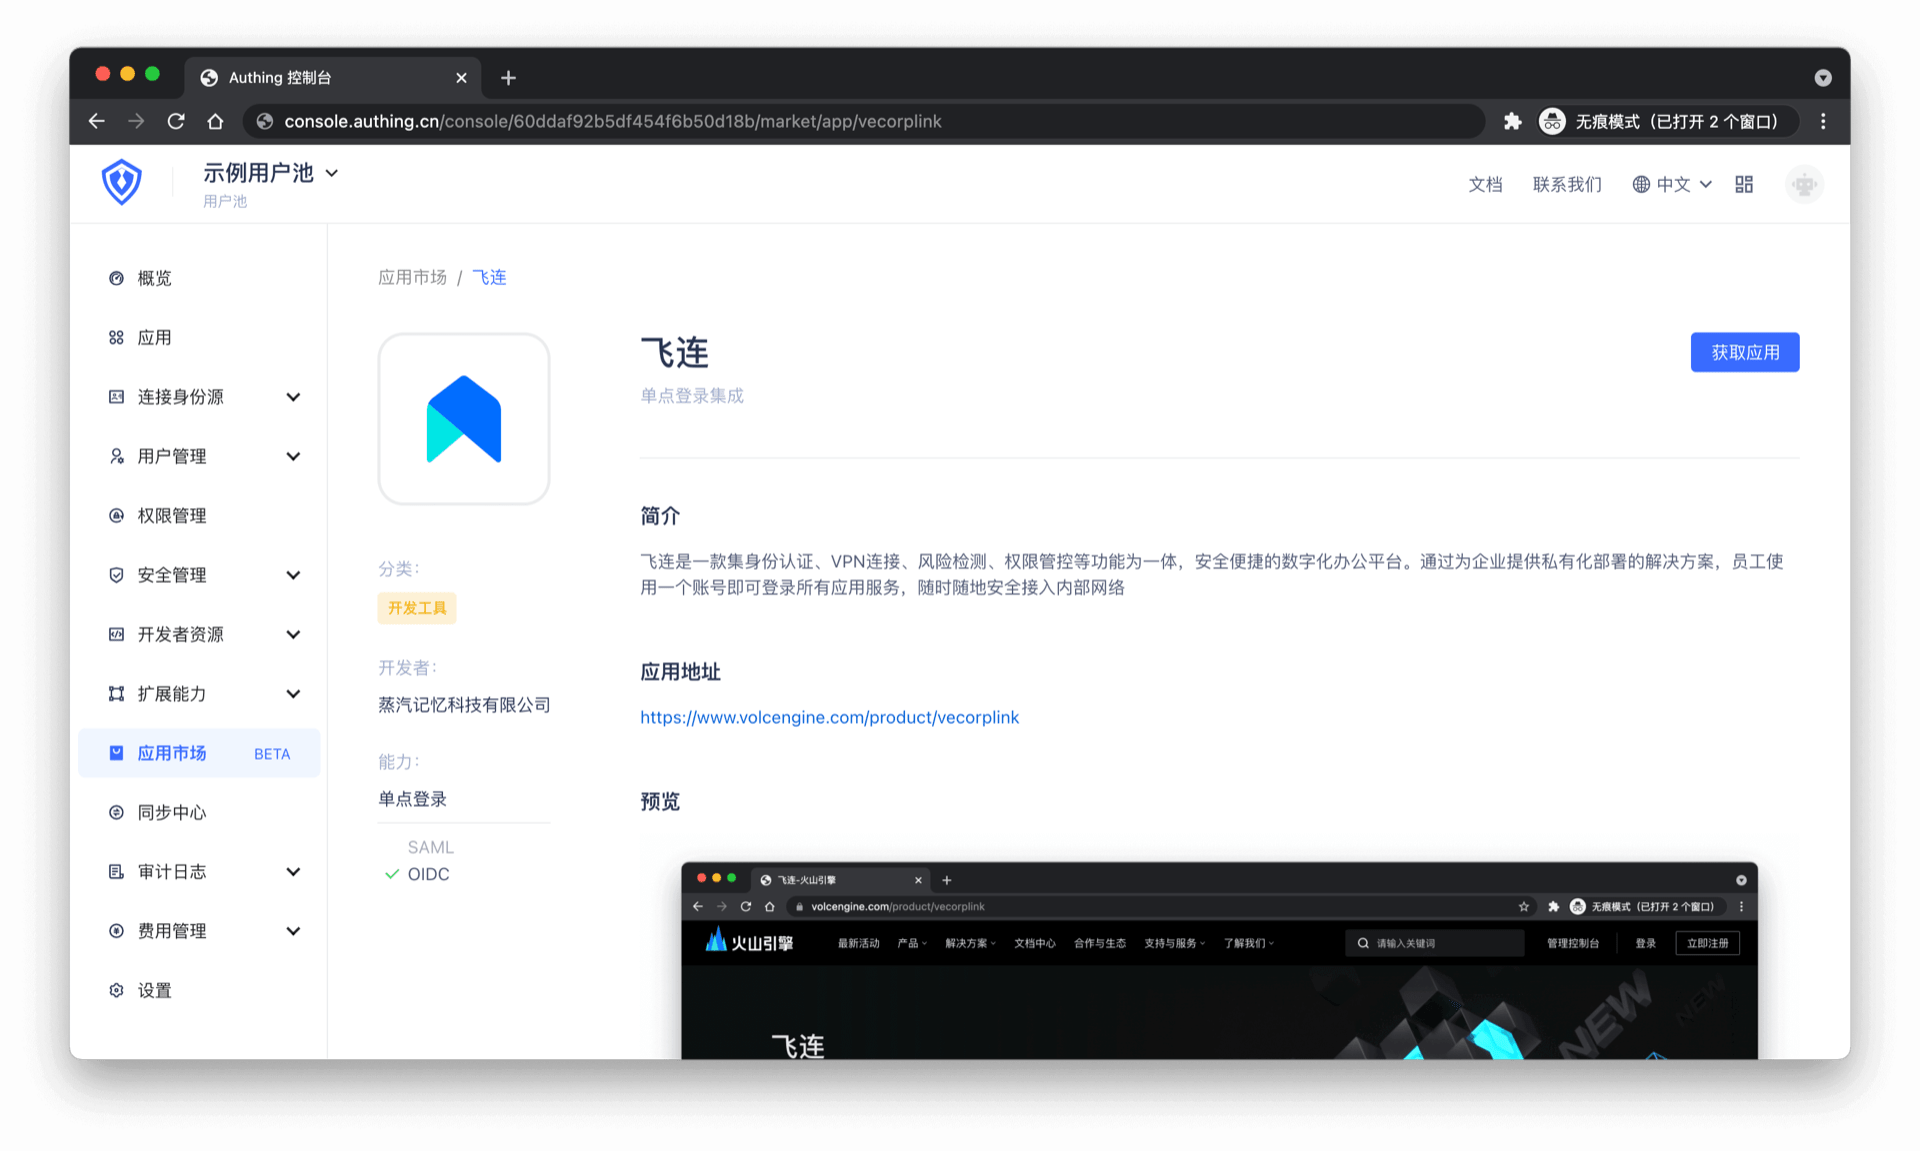 Authing 控制台
console.authing.cn/console/60ddaf92b5df454f6b50d18b/market/app/vecorplink
无痕模式（已打开 2 个窗口）
示例用户池
用户池
文档
联系我们
中文
概览
应用
连接身份源
用户管理
权限管理
安全管理
开发者资源
扩展能力
应用市场 BETA
同步中心
审计日志
费用管理
设置
应用市场 / 飞连
飞连
单点登录集成
获取应用
分类：
开发工具
开发者：
蒸汽记忆科技有限公司
能力：
单点登录
SAML
OIDC
简介
飞连是一款集身份认证、VPN连接、风险检测、权限管控等功能为一体，安全便捷的数字化办公平台。通过为企业提供私有化部署的解决方案，员工使
用一个账号即可登录所有应用服务，随时随地安全接入内部网络
应用地址
https://www.volcengine.com/product/vecorplink
预览
飞连-火山引擎
volcengine.com/product/vecorplink
无痕模式（已打开 2 个窗口）
火山引擎
最新活动 产品 解决方案 文档中心 合作与生态 支持与服务 了解我们
请输入关键词
管理控制台
登录
立即注册
飞连
NEW
NEW